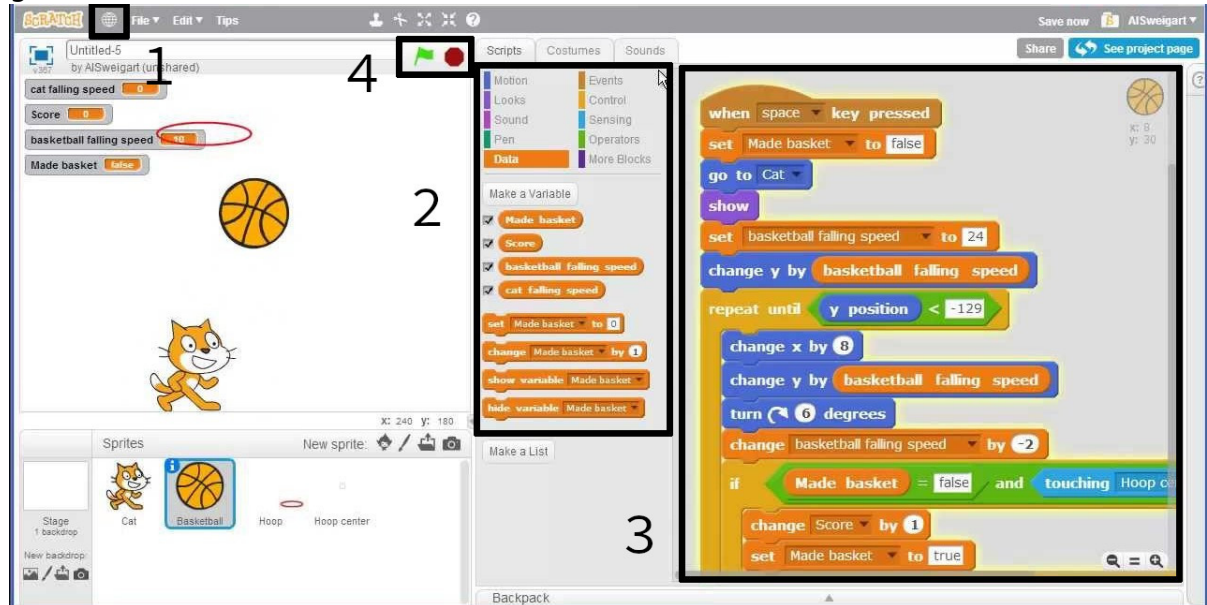 SCRATCH File Edit Tips
Save now AlSweigart
1
4
2
3
Untitled-5
v367 by AlSweigart (unshared)
Share See project page
cat falling speed 0
Score 0
basketball falling speed 10
Made basket false
X: 240 y: 180
Sprites New sprite:
Cat
Basketball
Hoop
Hoop center
Stage
1 backdrop
New backdrop:
Scripts Costumes Sounds
Motion Events
Looks Control
Sound Sensing
Pen Operators
Data More Blocks
Make a Variable
Made basket
Score
basketball falling speed
cat falling speed
set Made basket to 0
change Made basket by 1
show variable Made basket
hide variable Made basket
Make a List
when space key pressed
set Made basket to false
go to Cat
show
set basketball falling speed to 24
change y by basketball falling speed
repeat until y position < -129
change x by 8
change y by basketball falling speed
turn 6 degrees
change basketball falling speed by -2
if Made basket = false and touching Hoop
change Score by 1
set Made basket to true
x: 8
y: 30
Backpack